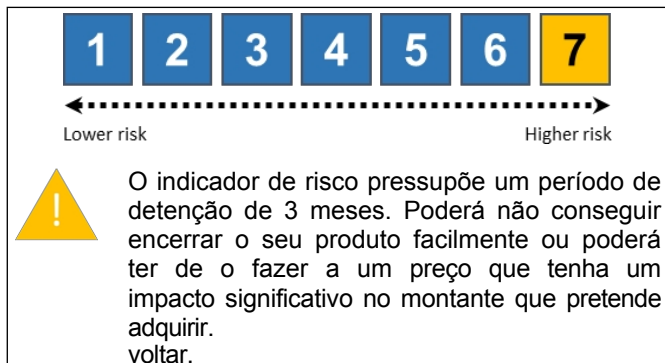 1 2 3 4 5 6 7
Lower risk Higher risk
!
O indicador de risco pressupõe um período de
detenção de 3 meses. Poderá não conseguir
encerrar o seu produto facilmente ou poderá
ter de o fazer a um preço que tenha um
impacto significativo no montante que pretende
adquirir.
voltar.